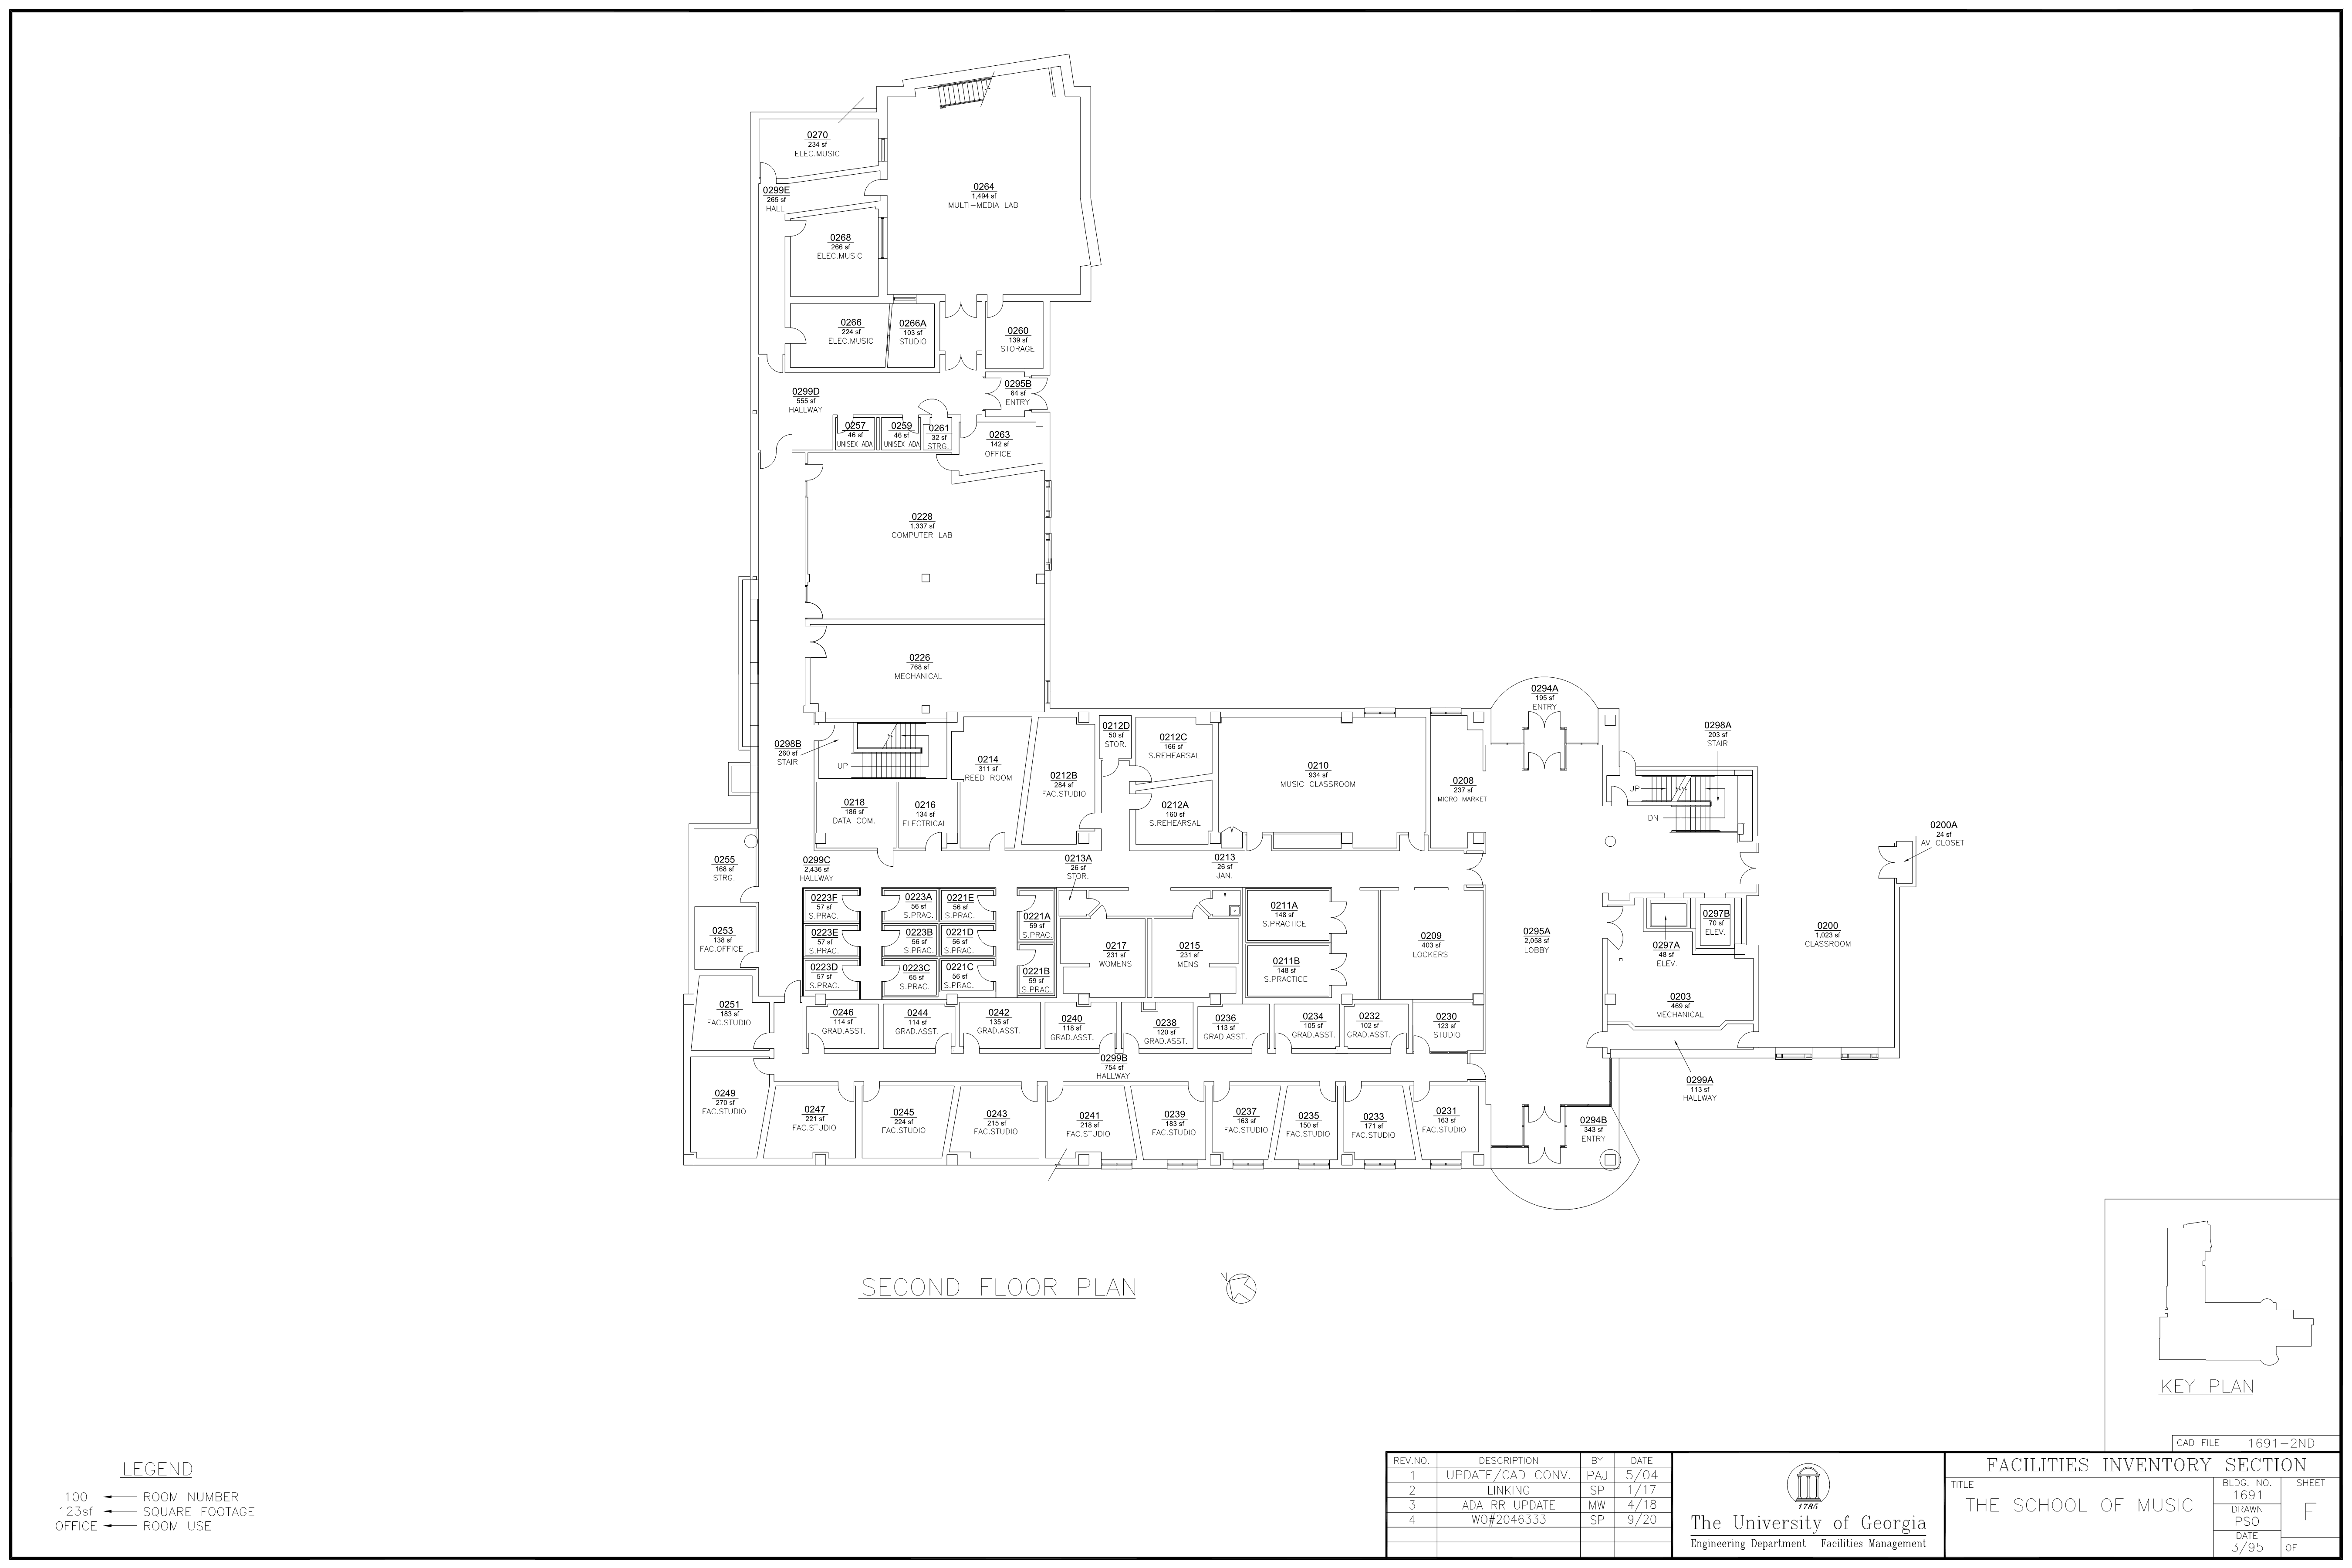 0270
234 sf
ELEC.MUSIC
0299E
265 sf
HALL
0264
1,494 sf
MULTI-MEDIA LAB
0268
266 sf
ELEC.MUSIC
0266
224 sf
ELEC.MUSIC
0266A
103 sf
STUDIO
0260
139 sf
STORAGE
0299D
555 sf
HALLWAY
0295B
64 sf
ENTRY
0257
46 sf
UNISEX ADA
0259
46 sf
UNISEX ADA
0261
32 sf
STRG.
0263
142 sf
OFFICE
0228
1,337 sf
COMPUTER LAB
0226
768 sf
MECHANICAL
0298B
260 sf
STAIR
UP
0214
311 sf
REED ROOM
0212B
284 sf
FAC.STUDIO
0212D
50 sf
STOR.
0212C
166 sf
S.REHEARSAL
0212A
160 sf
S.REHEARSAL
0210
934 sf
MUSIC CLASSROOM
0208
237 sf
MICRO MARKET
0294A
195 sf
ENTRY
0298A
203 sf
STAIR
UP
DN
0200A
24 sf
AV CLOSET
0218
186 sf
DATA COM.
0216
134 sf
ELECTRICAL
0255
168 sf
STRG.
0299C
2,436 sf
HALLWAY
0213A
26 sf
STOR.
0213
26 sf
JAN.
0223F
57 sf
S.PRAC.
0223A
56 sf
S.PRAC.
0221E
56 sf
S.PRAC.
0221A
59 sf
S.PRAC.
0223E
57 sf
S.PRAC.
0223B
56 sf
S.PRAC.
0221D
56 sf
S.PRAC.
0223D
57 sf
S.PRAC.
0223C
65 sf
S.PRAC.
0221C
56 sf
S.PRAC.
0221B
59 sf
S.PRAC.
0217
231 sf
WOMENS
0215
231 sf
MENS
0211A
148 sf
S.PRACTICE
0211B
148 sf
S.PRACTICE
0209
403 sf
LOCKERS
0295A
2,058 sf
LOBBY
0297A
48 sf
ELEV.
0297B
70 sf
ELEV.
0200
1,023 sf
CLASSROOM
0203
469 sf
MECHANICAL
0253
138 sf
FAC.OFFICE
0251
183 sf
FAC.STUDIO
0246
114 sf
GRAD.ASST.
0244
114 sf
GRAD.ASST.
0242
135 sf
GRAD.ASST.
0240
118 sf
GRAD.ASST.
0238
120 sf
GRAD.ASST.
0236
113 sf
GRAD.ASST.
0234
105 sf
GRAD.ASST.
0232
102 sf
GRAD.ASST.
0230
123 sf
STUDIO
0299B
754 sf
HALLWAY
0299A
113 sf
HALLWAY
0249
270 sf
FAC.STUDIO
0247
221 sf
FAC.STUDIO
0245
224 sf
FAC.STUDIO
0243
215 sf
FAC.STUDIO
0241
218 sf
FAC.STUDIO
0239
183 sf
FAC.STUDIO
0237
163 sf
FAC.STUDIO
0235
150 sf
FAC.STUDIO
0233
171 sf
FAC.STUDIO
0231
163 sf
FAC.STUDIO
0294B
343 sf
ENTRY
SECOND FLOOR PLAN
N
KEY PLAN
CAD FILE 1691-2ND
LEGEND
100 ROOM NUMBER
123sf SQUARE FOOTAGE
OFFICE ROOM USE
REV.NO. DESCRIPTION BY DATE
1 UPDATE/CAD CONV. PAJ 5/04
2 LINKING SP 1/17
3 ADA RR UPDATE MW 4/18
4 WO#2046333 SP 9/20
1785
The University of Georgia
Engineering Department Facilities Management
FACILITIES INVENTORY SECTION
TITLE
THE SCHOOL OF MUSIC
BLDG. NO.
1691
DRAWN
PSO
DATE
3/95
SHEET
F
OF